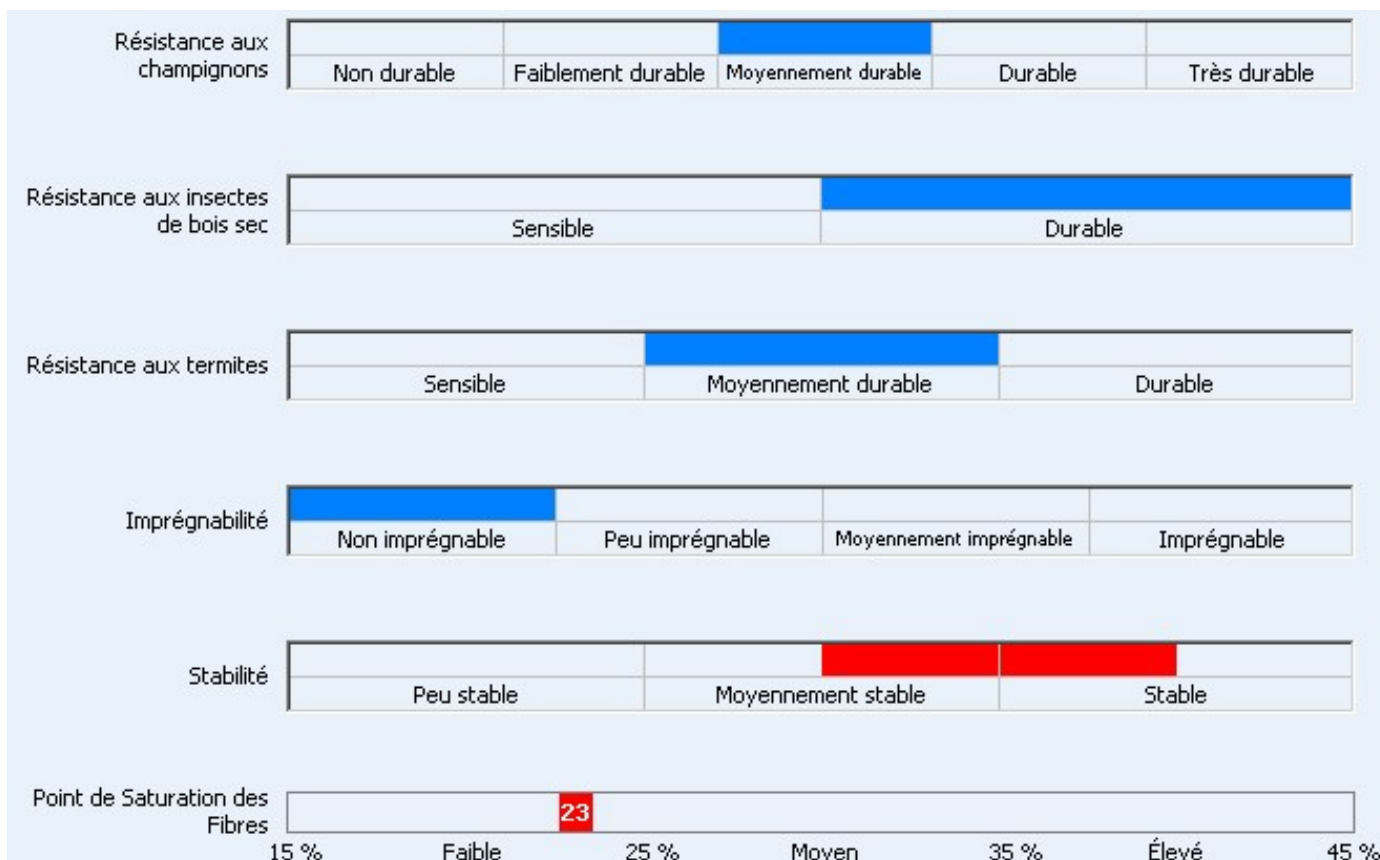 Résistance aux
champignons
Non durable Faiblement durable Moyennement durable Durable Très durable
Résistance aux insectes
de bois sec
Sensible Durable
Résistance aux termites
Sensible Moyennement durable Durable
Imprégnabilité
Non imprégnable Peu imprégnable Moyennement imprégnable Imprégnable
Stabilité
Peu stable Moyennement stable Stable
Point de Saturation des
Fibres
23
15 % Faible 25 % Moyen 35 % Élevé 45 %